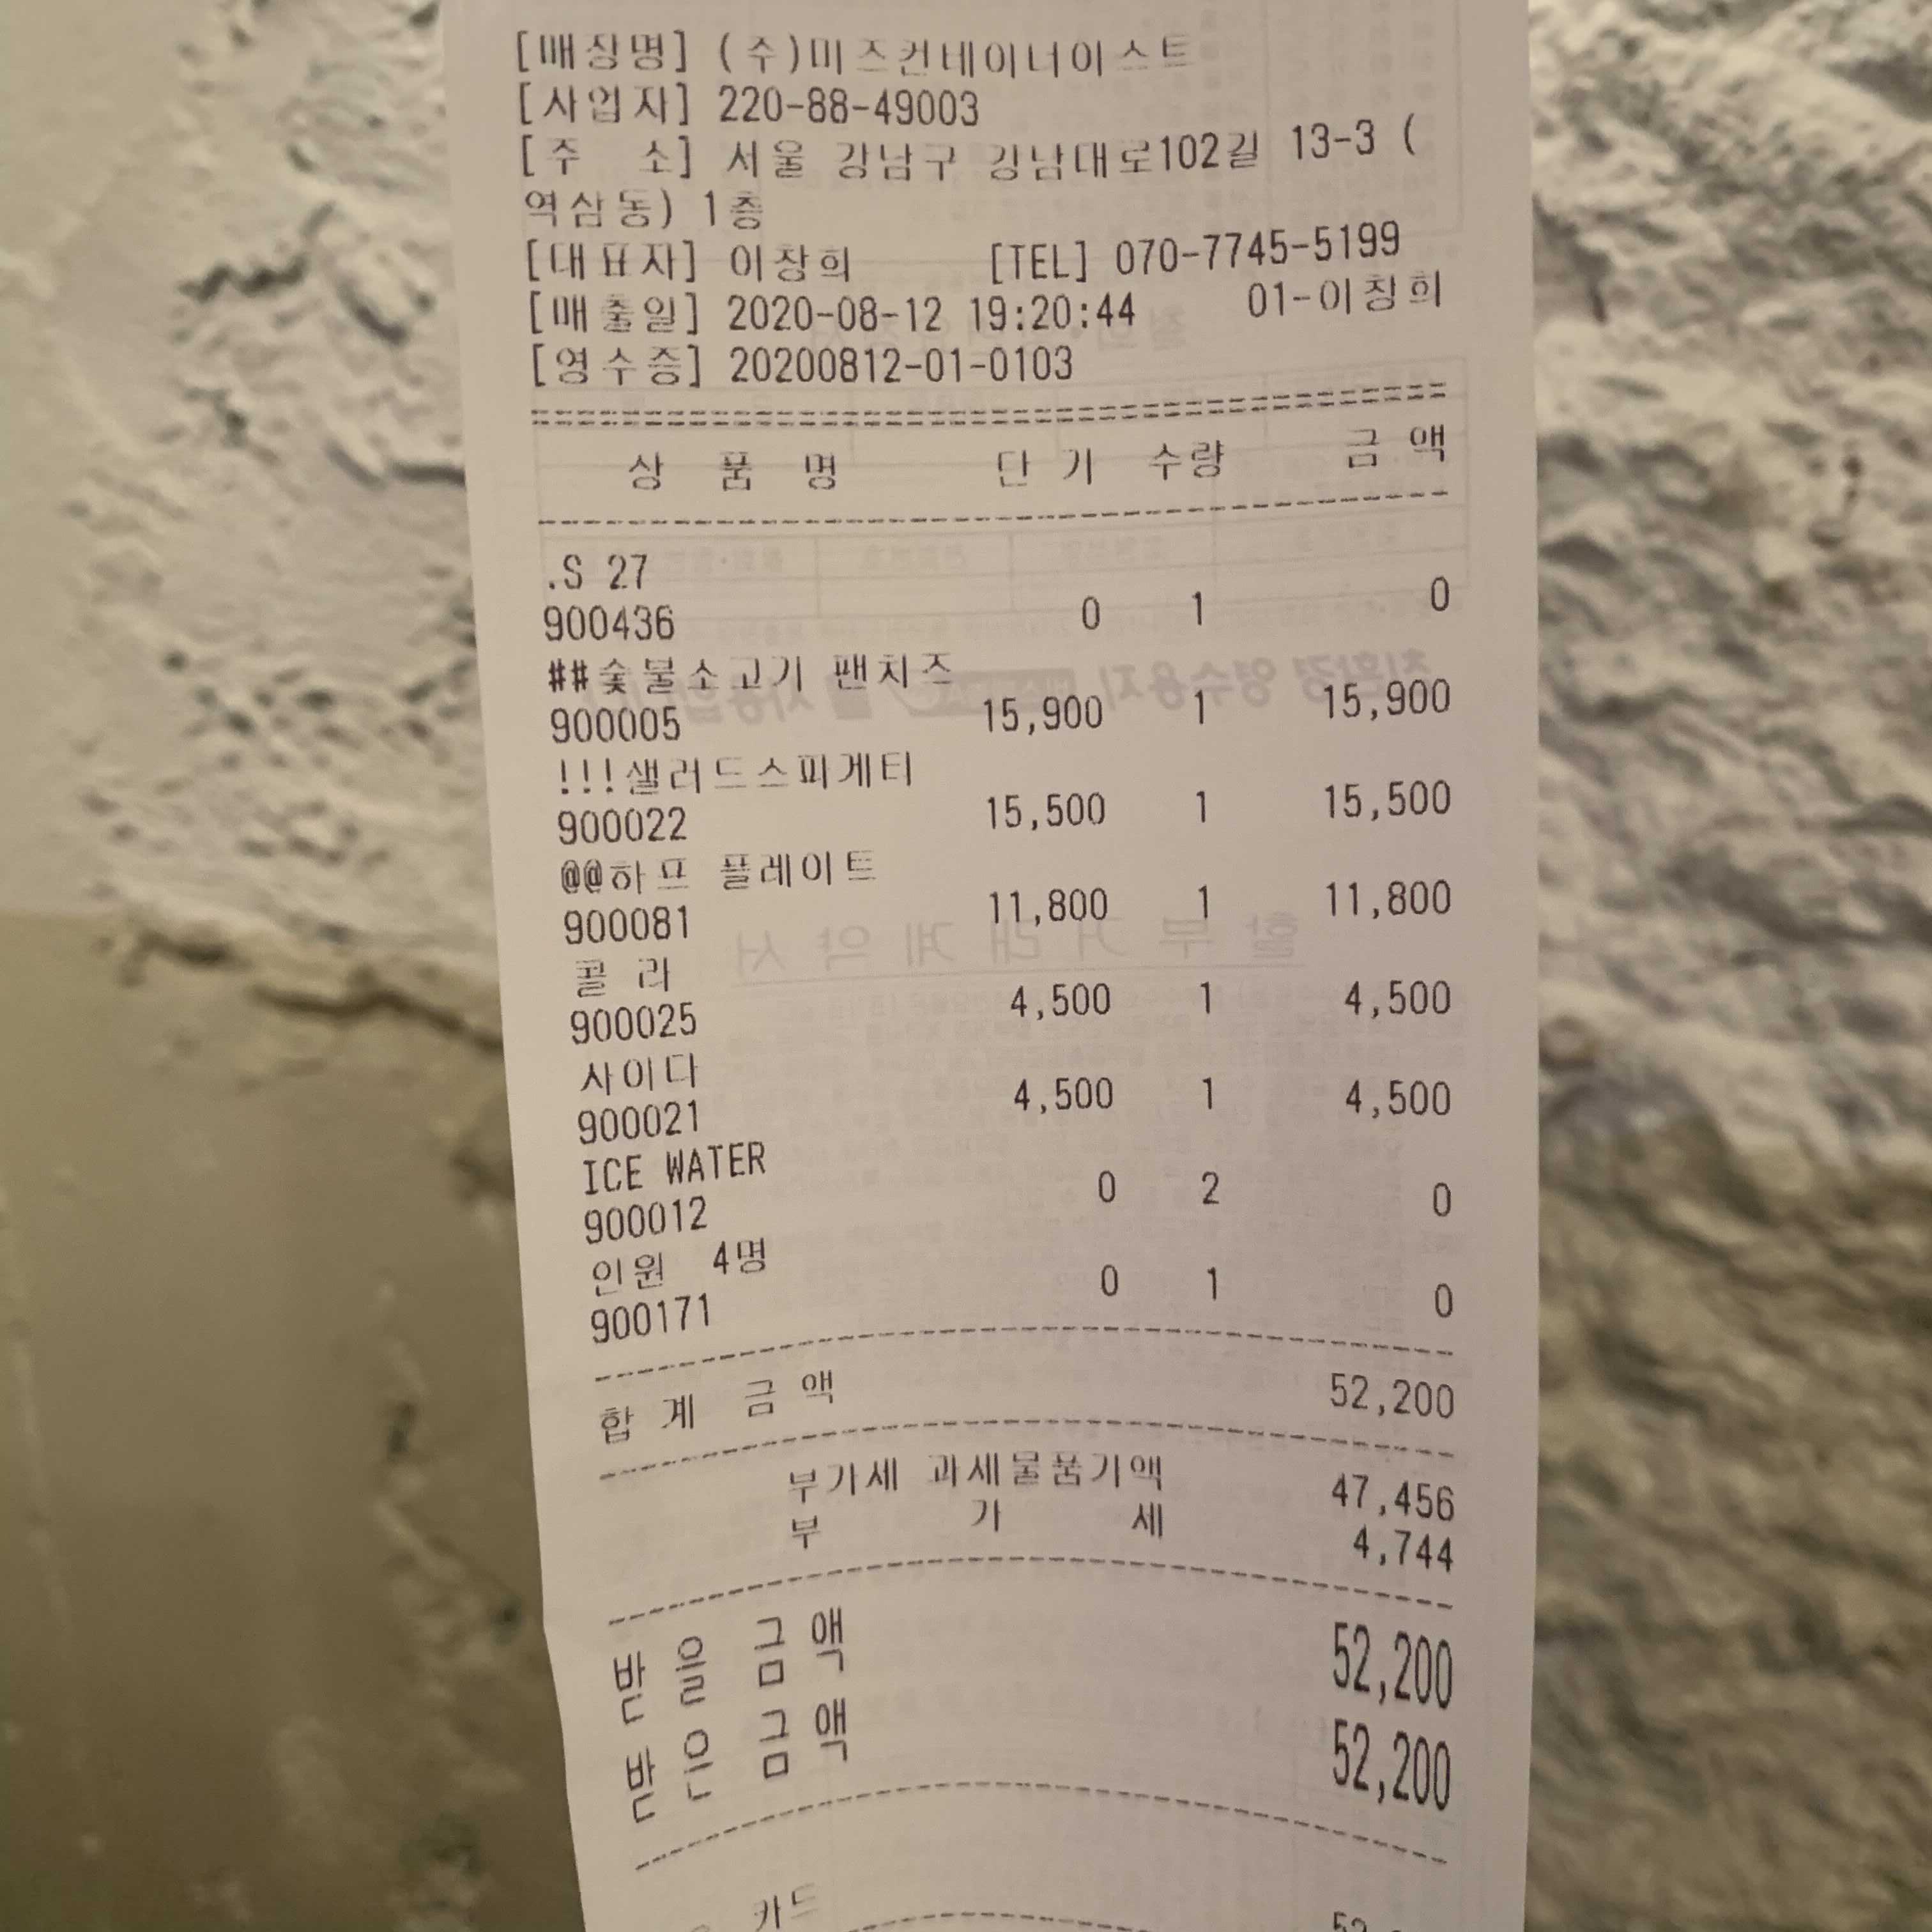 [매장명] (주)미즈컨테이너이스트
[사업자] 220-88-49003
[주 소] 서울 강남구 강남대로102길 13-3 (
역삼동) 1층
[대표자] 이창희 [TEL] 070-7745-5199
[매출일] 2020-08-12 19:20:44 01-이창희
[영수증] 20200812-01-0103
상 품 명 단 가 수량 금 액
.S 27
900436 0 1 0
##숯불소고기 팬치즈
900005 15,900 1 15,900
!!!샐러드스파게티
900022 15,500 1 15,500
@@하프 플레이트
900081 11,800 1 11,800
콜 라
900025 4,500 1 4,500
사이다
900021 4,500 1 4,500
ICE WATER
900012 0 2 0
인원 4명
900171 0 1 0
합 계 금 액 52,200
부가세 과세물품가액 47,456
부 가 세 4,744
받 을 금 액 52,200
받 은 금 액 52,200
카드